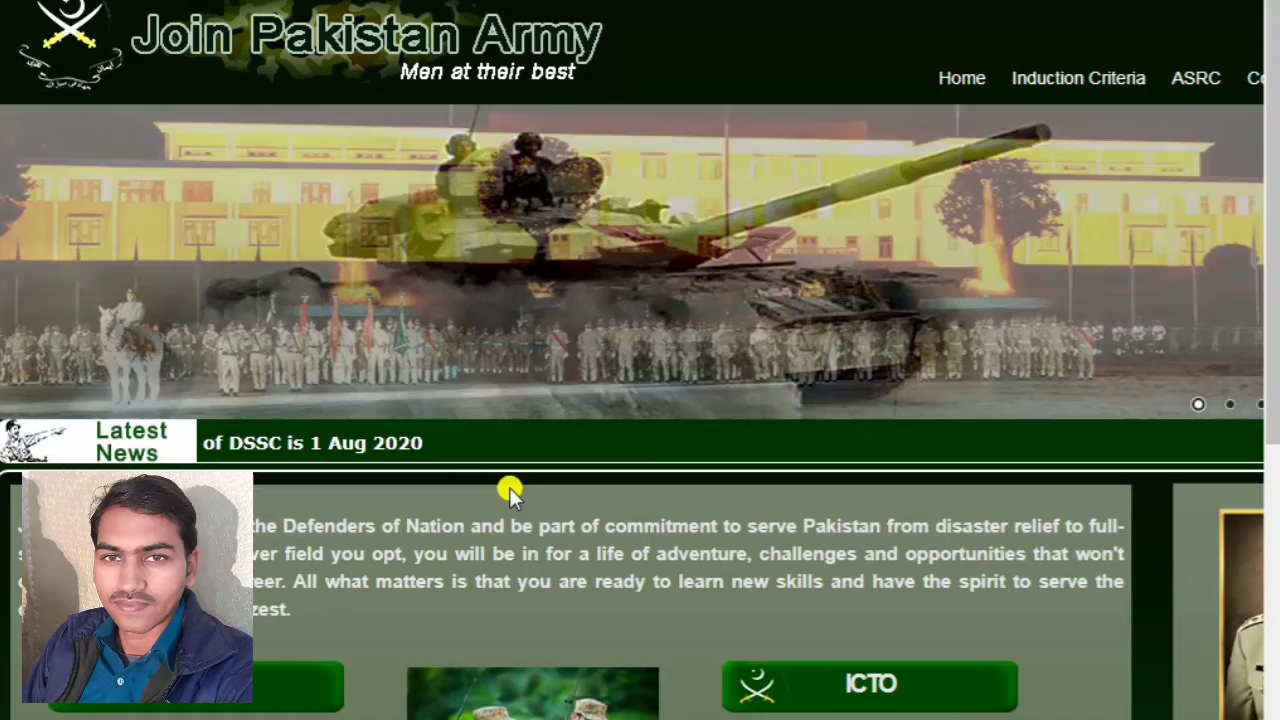 Join Pakistan Army
Men at their best
Home Induction Criteria ASRC
Latest
News
of DSSC is 1 Aug 2020
the Defenders of Nation and be part of commitment to serve Pakistan from disaster relief to full-
field you opt, you will be in for a life of adventure, challenges and opportunities that won't
All what matters is that you are ready to learn new skills and have the spirit to serve the
zest.
ICTO